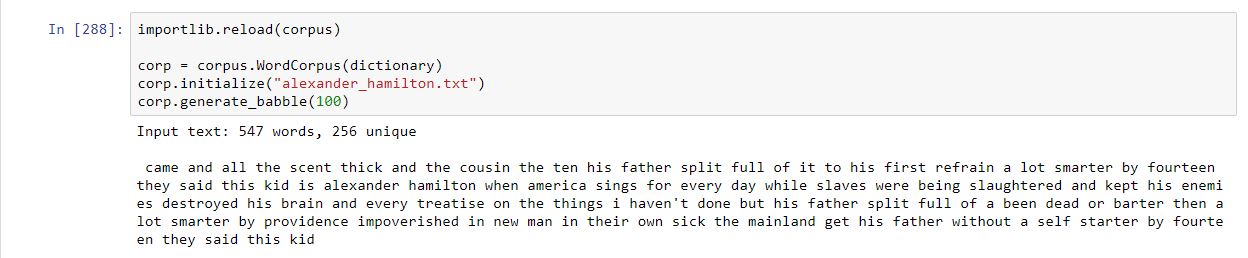 In [288]: importlib.reload(corpus)
corp = corpus.WordCorpus(dictionary)
corp.initialize("alexander_hamilton.txt")
corp.generate_babble(100)
Input text: 547 words, 256 unique
came and all the scent thick and the cousin the ten his father split full of it to his first refrain a lot smarter by fourteen
they said this kid is alexander hamilton when america sings for every day while slaves were being slaughtered and kept his enemi
es destroyed his brain and every treatise on the things i haven't done but his father split full of a been dead or barter then a
lot smarter by providence impoverished in new man in their own sick the mainland get his father without a self starter by fourte
en they said this kid